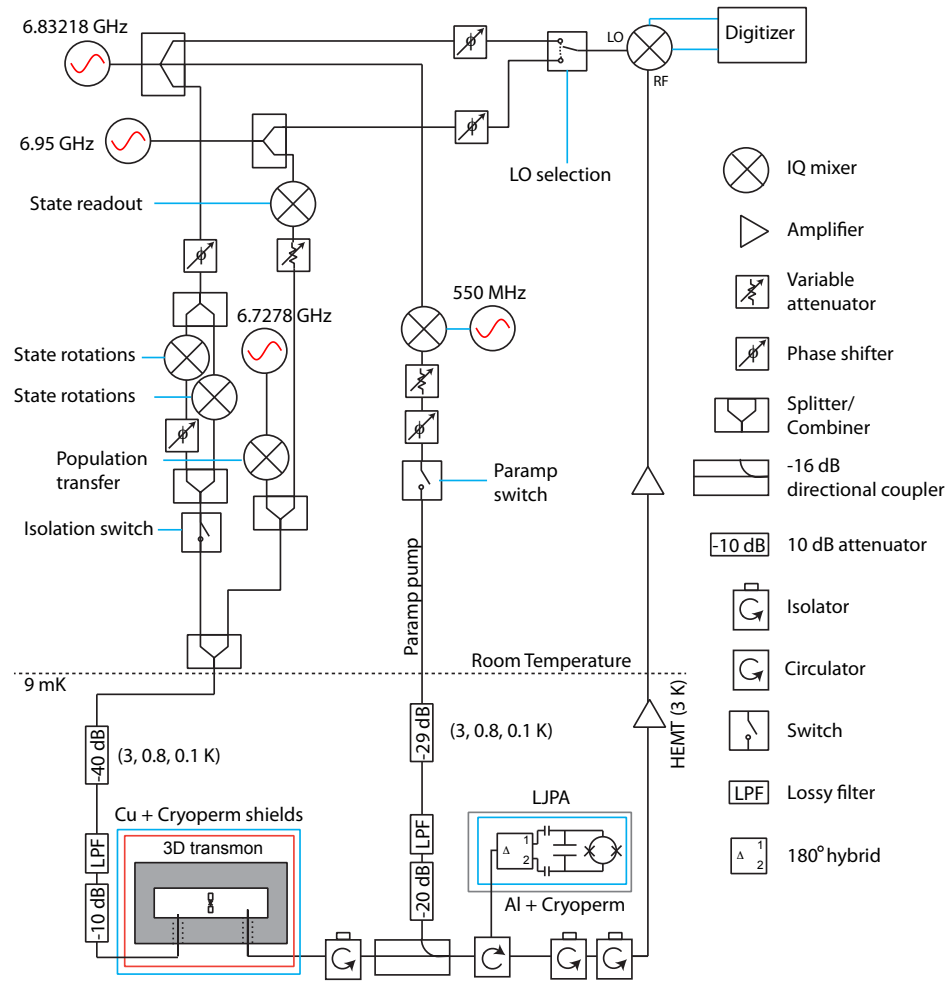 6.83218 GHz
LO
Digitizer
RF
6.95 GHz
LO selection
IQ mixer
State readout
Amplifier
ϕ
ϕ
ϕ
Variable
attenuator
6.7278 GHz
550 MHz
State rotations
State rotations
ϕ
Phase shifter
Splitter/
Combiner
ϕ
ϕ
Population
transfer
Paramp
switch
-16 dB
directional coupler
Isolation switch
-10 dB
10 dB attenuator
Paramp pump
Isolator
Room Temperature
9 mK
Circulator
HEMT (3 K)
-40 dB
(3, 0.8, 0.1 K)
-29 dB
(3, 0.8, 0.1 K)
Switch
LJPA
LPF
Lossy filter
Cu + Cryoperm shields
3D transmon
LPF
LPF
Δ
1
2
Δ
1
2
180° hybrid
-10 dB
-20 dB
Al + Cryoperm